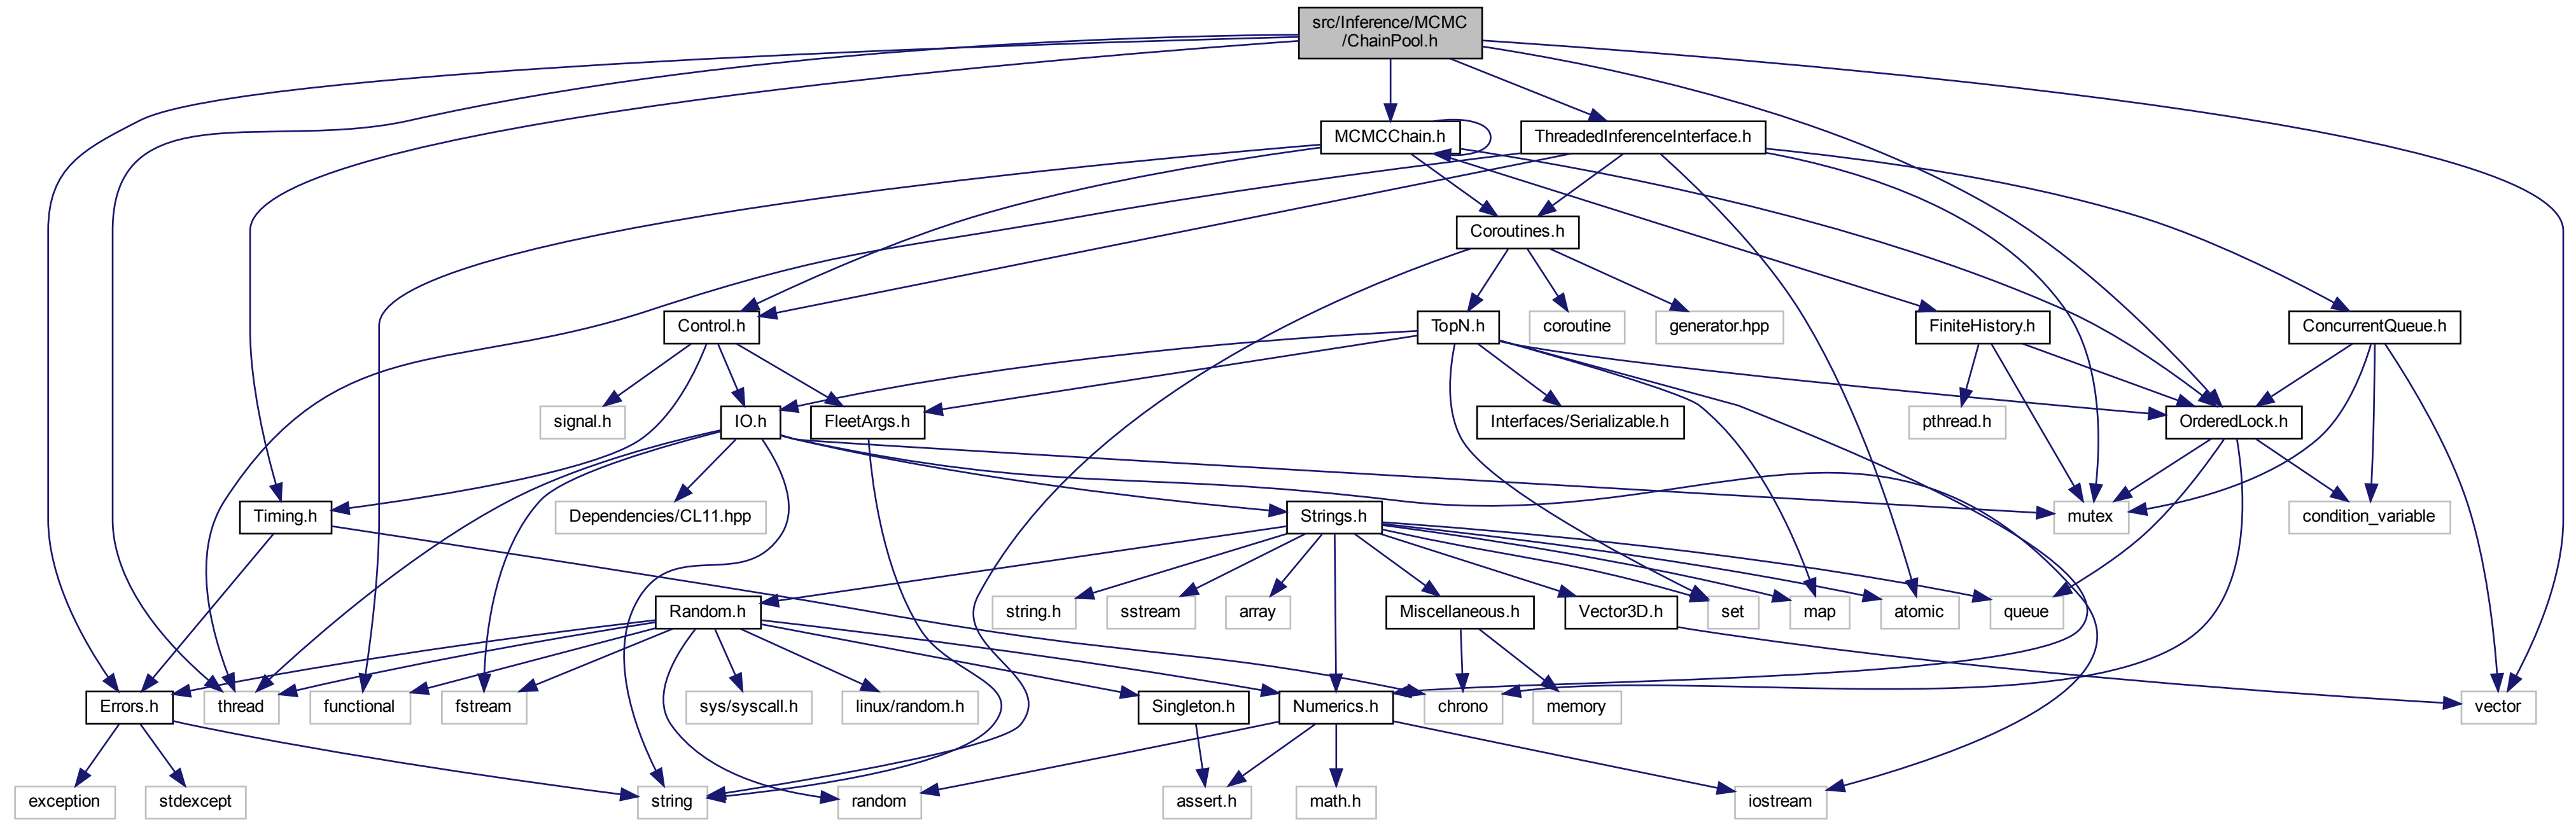 src/Inference/MCMC
/ChainPool.h
MCMCChain.h
ThreadedInferenceInterface.h
Coroutines.h
Control.h
TopN.h
coroutine
generator.hpp
FiniteHistory.h
ConcurrentQueue.h
signal.h
IO.h
FleetArgs.h
Interfaces/Serializable.h
pthread.h
OrderedLock.h
Timing.h
Dependencies/CL11.hpp
Strings.h
mutex
condition_variable
Random.h
string.h
sstream
array
Miscellaneous.h
Vector3D.h
set
map
atomic
queue
Errors.h
thread
functional
fstream
sys/syscall.h
linux/random.h
Singleton.h
Numerics.h
chrono
memory
vector
exception
stdexcept
string
random
assert.h
math.h
iostream